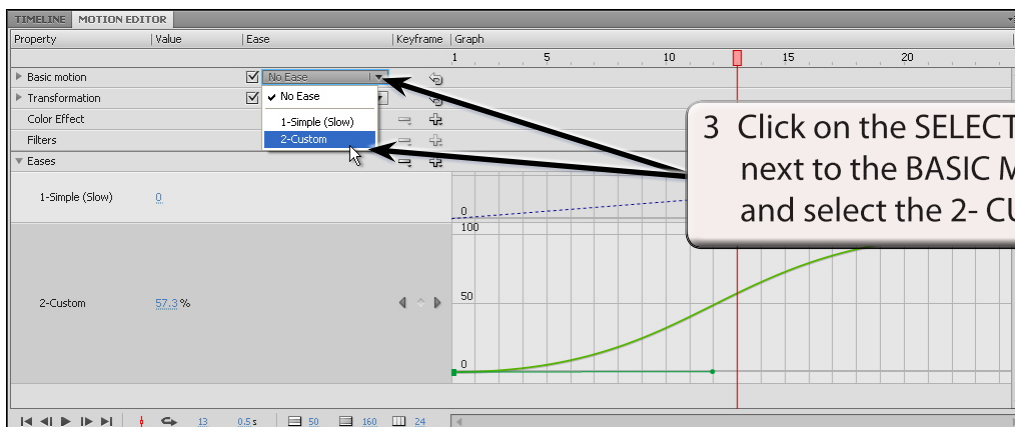 TIMELINE MOTION EDITOR
Property Value Ease Keyframe Graph
1 5 10 15 20
Basic motion No Ease
Transformation No Ease
Color Effect 1-Simple (Slow)
Filters 2-Custom
Eases
1-Simple (Slow) 0 0
100
2-Custom 57.3 % 50
0
13 0.5 s 50 160 24
3 Click on the SELECT
next to the BASIC M
and select the 2- CU